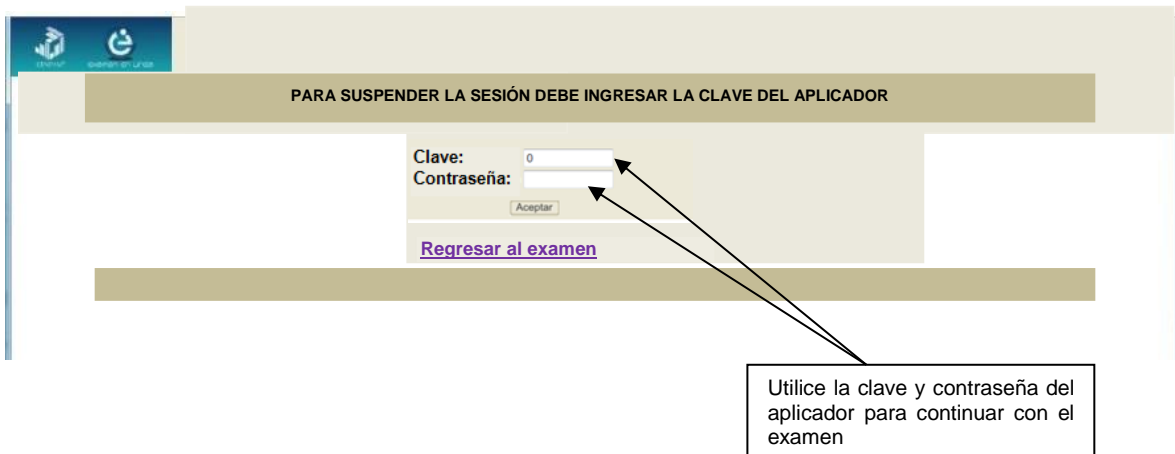 PARA SUSPENDER LA SESIÓN DEBE INGRESAR LA CLAVE DEL APLICADOR
Clave: 0
Contraseña:
Aceptar
Regresar al examen
Utilice la clave y contraseña del
aplicador para continuar con el
examen